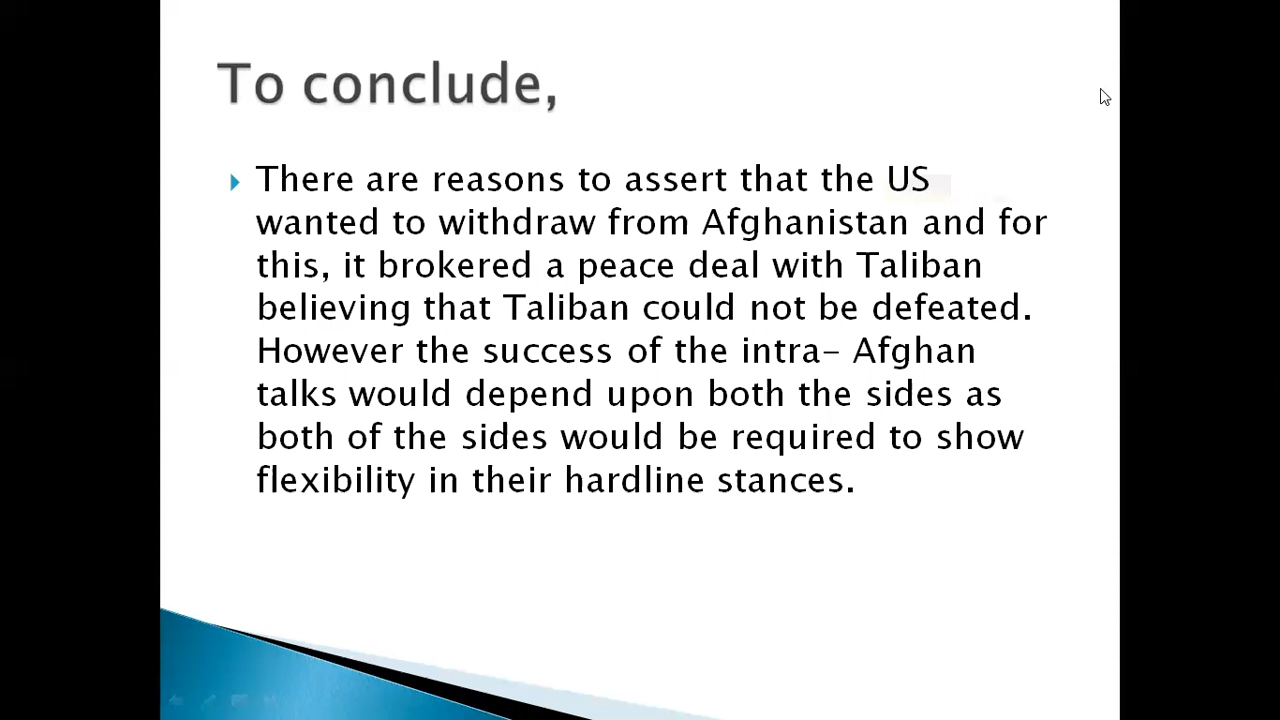 To conclude,
There are reasons to assert that the US
wanted to withdraw from Afghanistan and for
this, it brokered a peace deal with Taliban
believing that Taliban could not be defeated.
However the success of the intra- Afghan
talks would depend upon both the sides as
both of the sides would be required to show
flexibility in their hardline stances.